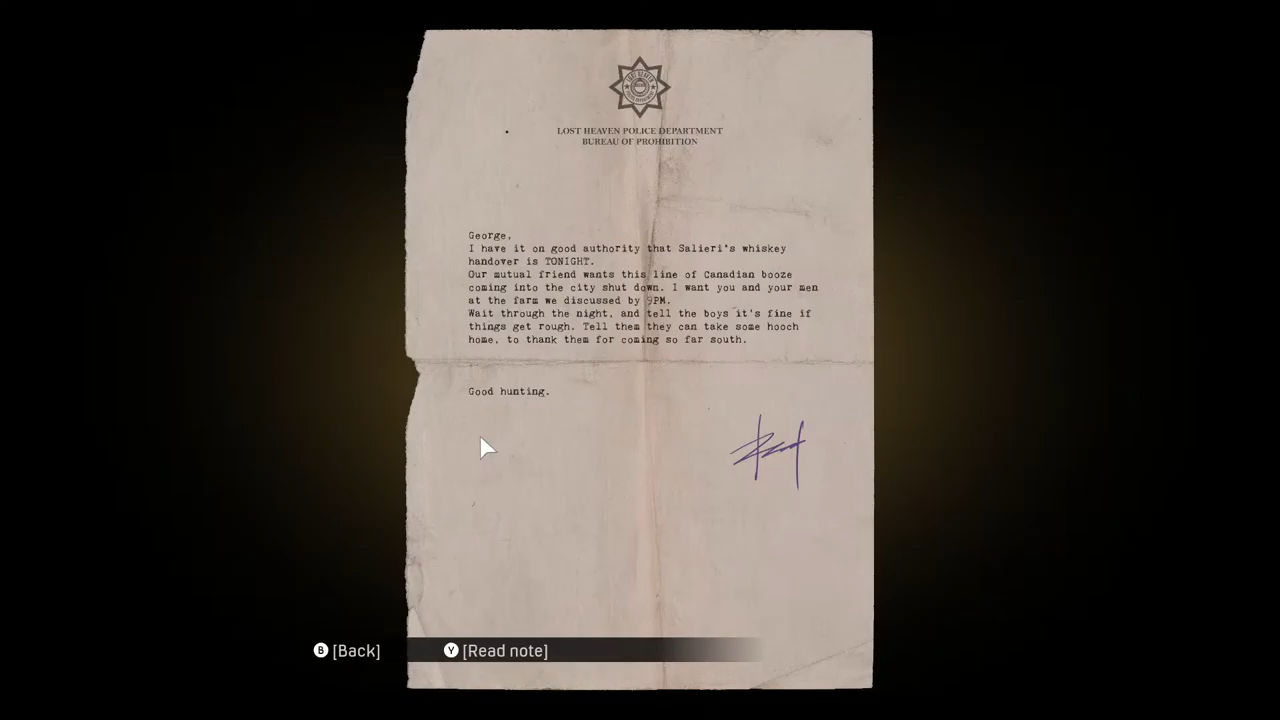 LOST HEAVEN POLICE DEPARTMENT
BUREAU OF PROHIBITION
George,
I have it on good authority that Salieri's whiskey
handover is TONIGHT.
Our mutual friend wants this line of Canadian booze
coming into the city shut down. I want you and your men
at the farm we discussed by 9PM.
Wait through the night, and tell the boys it's fine if
things get rough. Tell them they can take some hooch
home, to thank them for coming so far south.
Good hunting.
B [Back] Y [Read note]